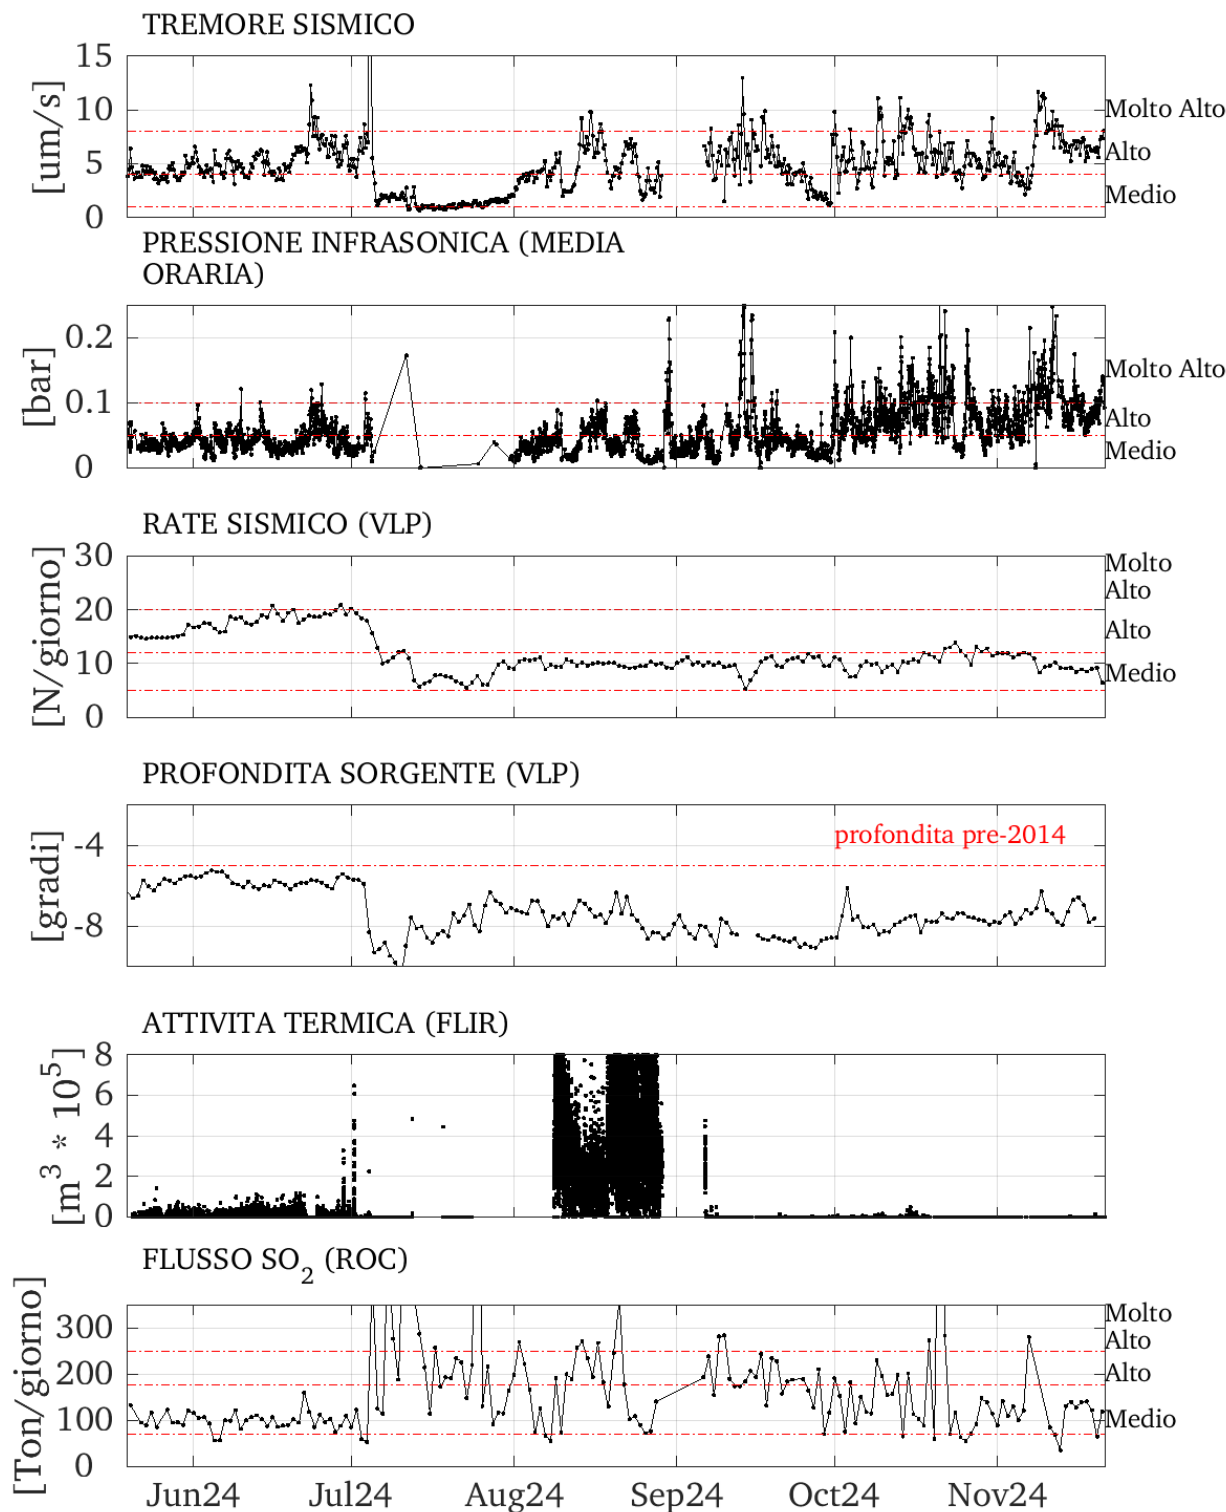 TREMORE SISMICO
[um/s]
15
10
5
0
Molto Alto
Alto
Medio
PRESSIONE INFRASONICA (MEDIA
ORARIA)
[bar]
0.2
0.1
0
Molto Alto
Alto
Medio
RATE SISMICO (VLP)
[N/giorno]
30
20
10
0
Molto
Alto
Alto
Medio
PROFONDITA SORGENTE (VLP)
[gradi]
-4
-8
profondita pre-2014
ATTIVITA TERMICA (FLIR)
[m³ * 10⁵]
8
6
4
2
0
FLUSSO SO₂ (ROC)
[Ton/giorno]
300
200
100
0
Molto
Alto
Alto
Medio
Jun24 Jul24 Aug24 Sep24 Oct24 Nov24